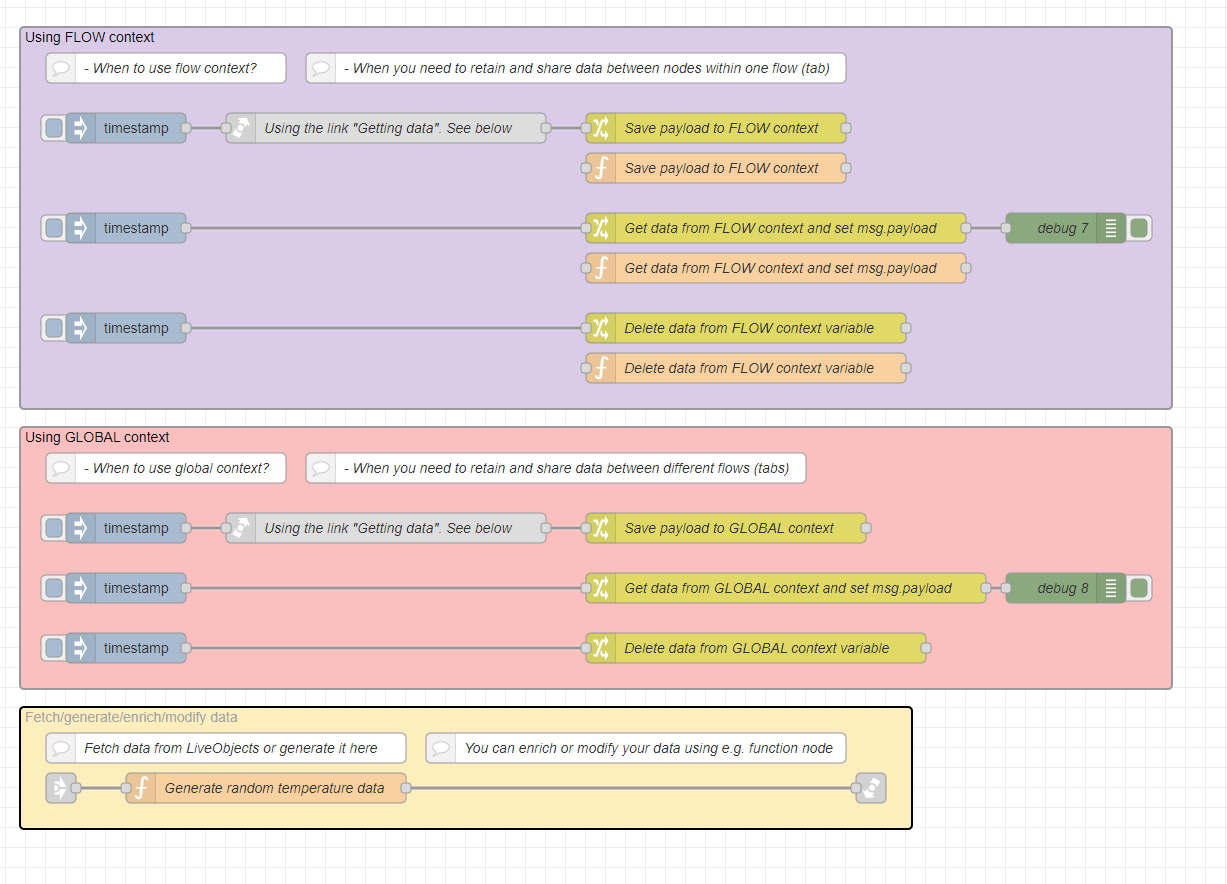 Using FLOW context
- When to use flow context?
- When you need to retain and share data between nodes within one flow (tab)
timestamp
Using the link "Getting data". See below
Save payload to FLOW context
Save payload to FLOW context
timestamp
Get data from FLOW context and set msg.payload
debug 7
Get data from FLOW context and set msg.payload
timestamp
Delete data from FLOW context variable
Delete data from FLOW context variable
Using GLOBAL context
- When to use global context?
- When you need to retain and share data between different flows (tabs)
timestamp
Using the link "Getting data". See below
Save payload to GLOBAL context
timestamp
Get data from GLOBAL context and set msg.payload
debug 8
timestamp
Delete data from GLOBAL context variable
Fetch/generate/enrich/modify data
Fetch data from LiveObjects or generate it here
You can enrich or modify your data using e.g. function node
Generate random temperature data